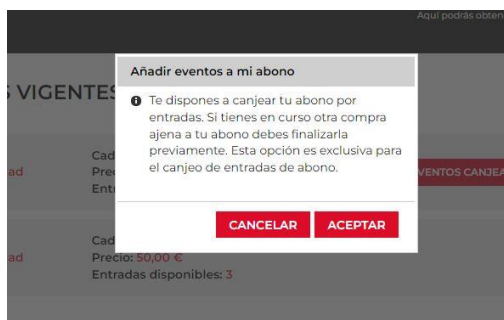 Aquí podrás obten
S VIGENTES
Añadir eventos a mi abono
Te dispones a canjear tu abono por
entradas. Si tienes en curso otra compra
ajena a tu abono debes finalizarla
previamente. Esta opción es exclusiva para
el canjeo de entradas de abono.
CANCELAR ACEPTAR
ad
Cad
Prec
Entr
VENTOS CANJEA
ad
Cad
Precio: 50,00 €
Entradas disponibles: 3